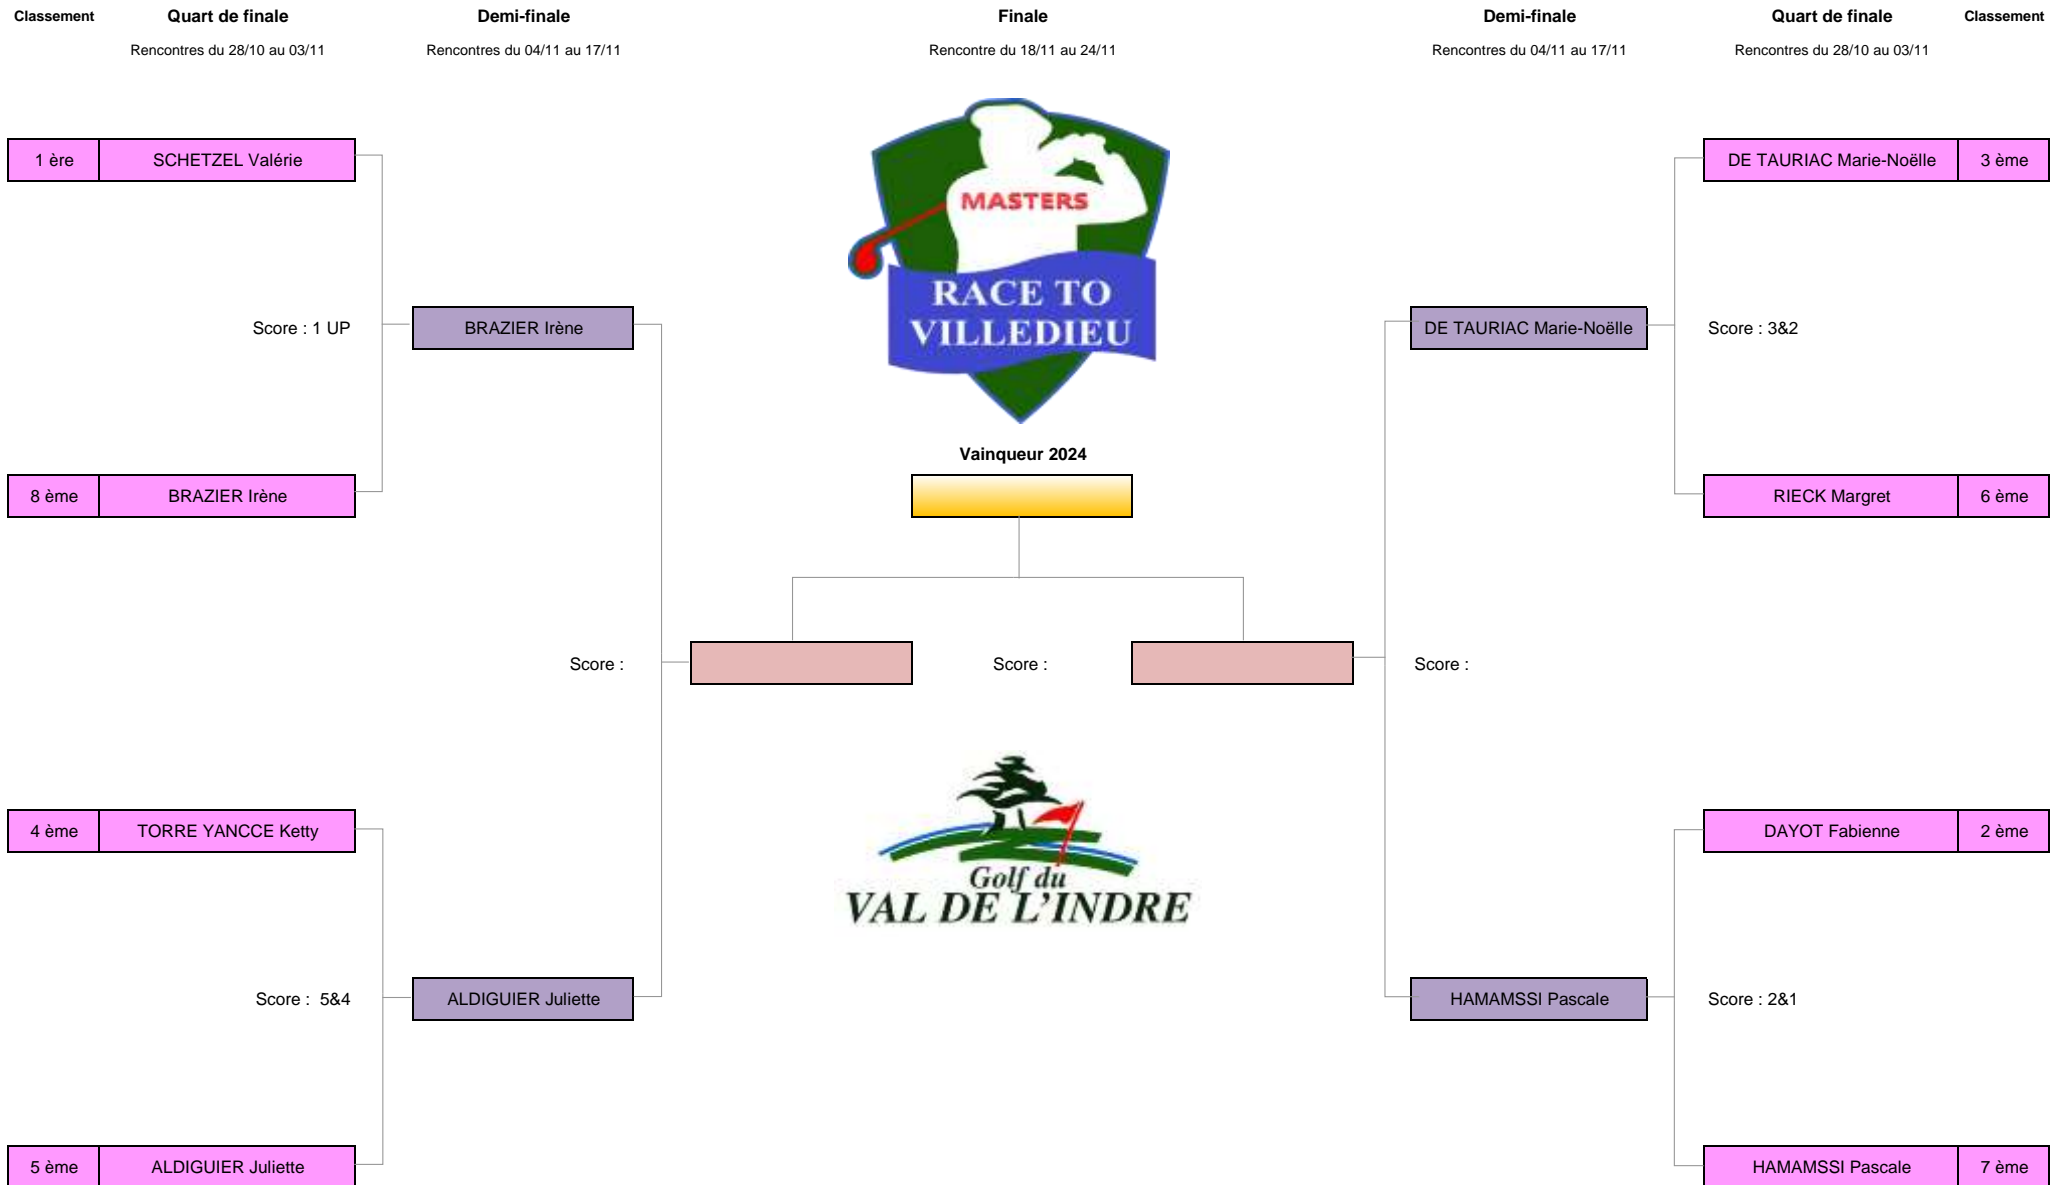 Classement Quart de finale Demi-finale Finale Demi-finale Quart de finale Classement
Rencontres du 28/10 au 03/11 Rencontres du 04/11 au 17/11 Rencontre du 18/11 au 24/11 Rencontres du 04/11 au 17/11 Rencontres du 28/10 au 03/11
1 ère SCHETZEL Valérie DE TAURIAC Marie-Noëlle 3 ème
MASTERS
RACE TO
VILLEDIEU
Score : 1 UP BRAZIER Irène DE TAURIAC Marie-Noëlle Score : 3&2
Vainqueur 2024
8 ème BRAZIER Irène RIECK Margret 6 ème
Score : Score : Score :
4 ème TORRE YANCCE Ketty DAYOT Fabienne 2 ème
Golf du
VAL DE L'INDRE
Score : 5&4 ALDIGUIER Juliette HAMAMSSI Pascale Score : 2&1
5 ème ALDIGUIER Juliette HAMAMSSI Pascale 7 ème